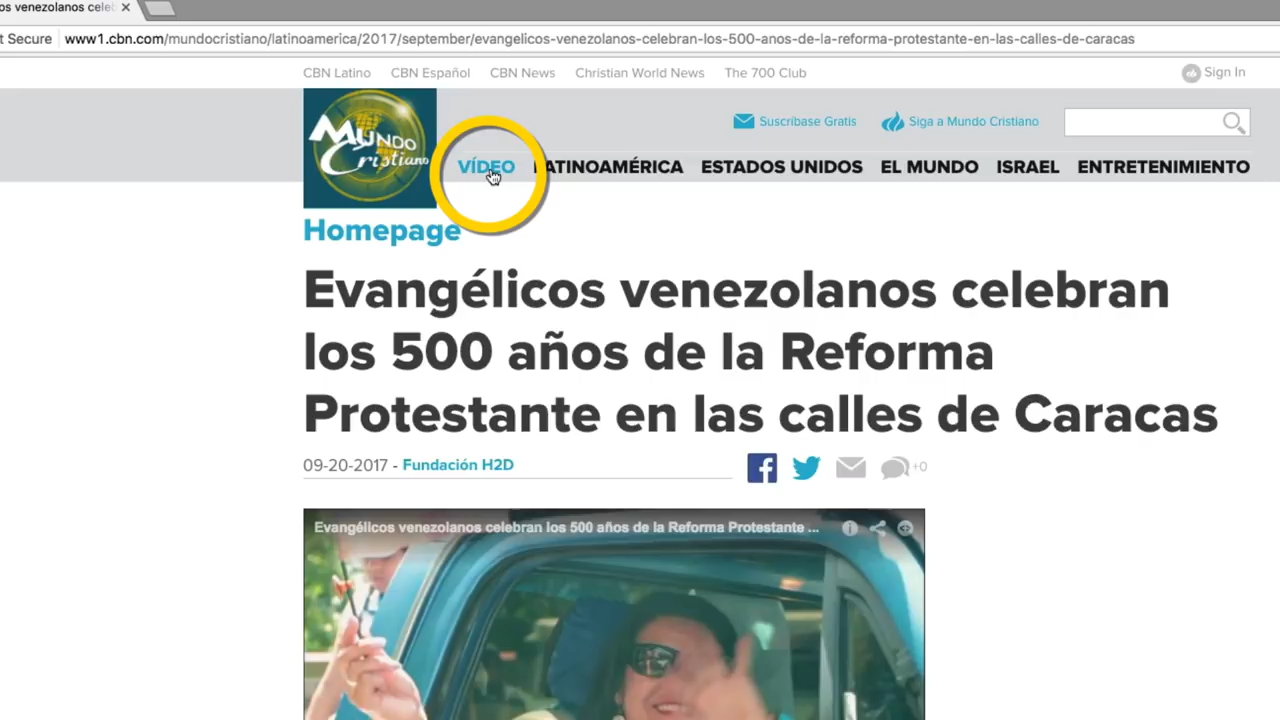 os venezolanos celeb
t Secure www1.cbn.com/mundocristiano/latinoamerica/2017/september/evangelicos-venezolanos-celebran-los-500-anos-de-la-reforma-protestante-en-las-calles-de-caracas
CBN Latino CBN Español CBN News Christian World News The 700 Club Sign In
Mundo
Cristiano
Suscríbase Gratis Siga a Mundo Cristiano
VÍDEO LATINOAMÉRICA ESTADOS UNIDOS EL MUNDO ISRAEL ENTRETENIMIENTO
Homepage
Evangélicos venezolanos celebran
los 500 años de la Reforma
Protestante en las calles de Caracas
09-20-2017 - Fundación H2D +0
Evangélicos venezolanos celebran los 500 años de la Reforma Protestante ...